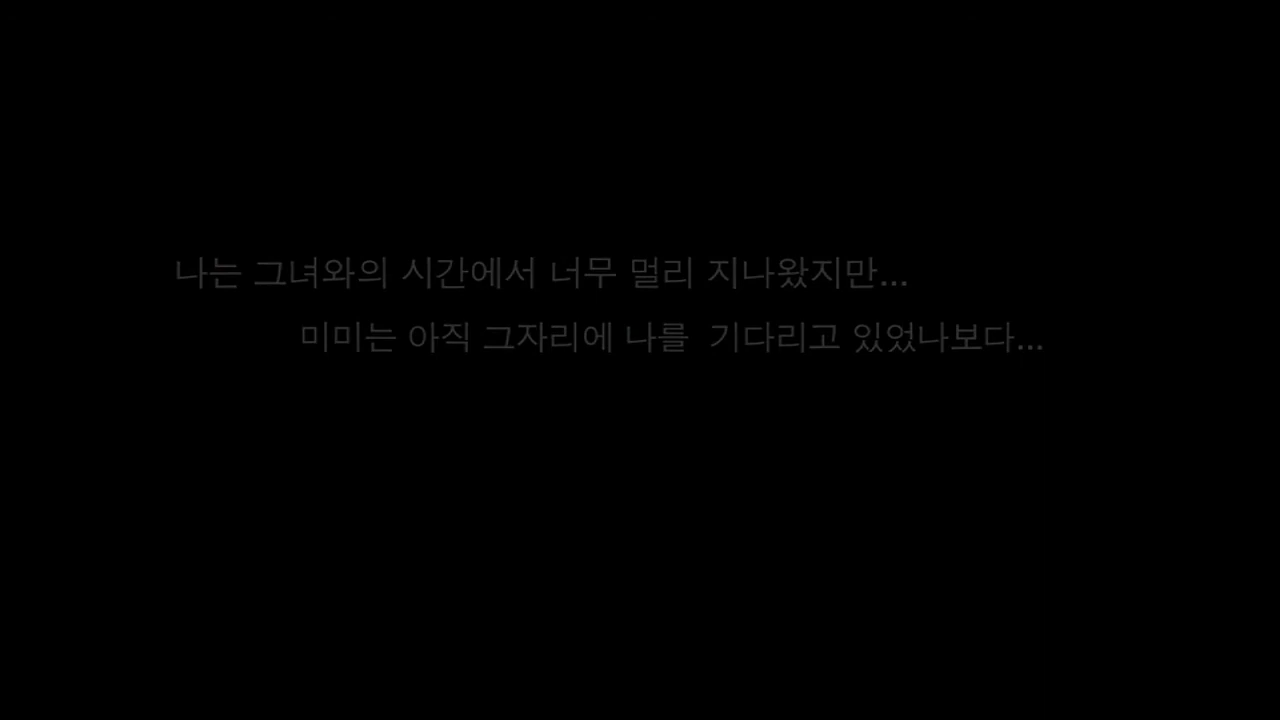 나는 그녀와의 시간에서 너무 멀리 지나왔지만...
미미는 아직 그자리에 나를  기다리고 있었나보다...